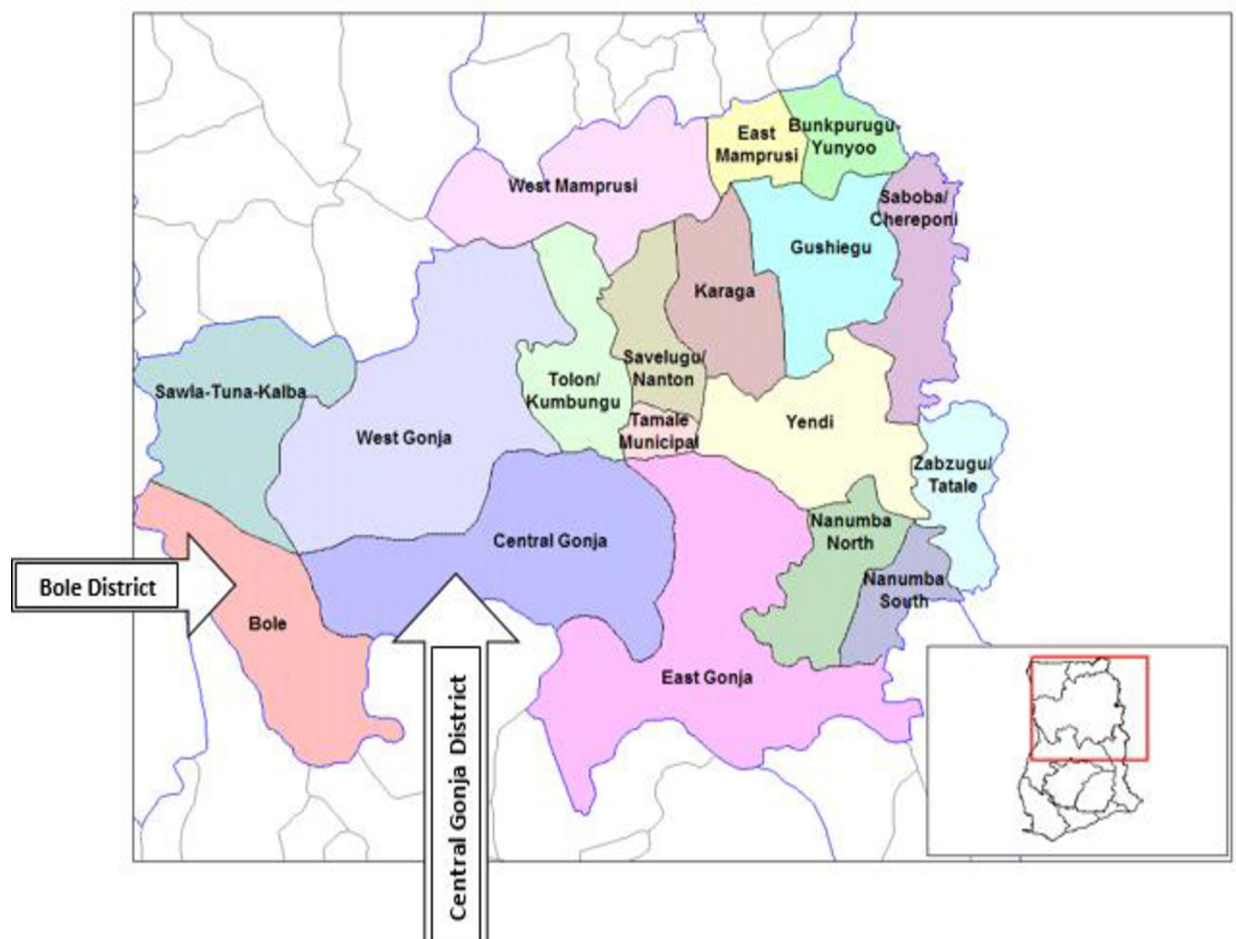 East
Mamprusi
Bunkpurugu-
Yunyoo
West Mamprusi
Saboba/
Chereponi
Gushiegu
Karaga
Savelugu/
Nanton
Tolon/
Kumbungu
Sawla-Tuna-Kalba
West Gonja
Tamale
Municipal
Yendi
Zabzugu/
Tatale
Central Gonja
Nanumba
North
Nanumba
South
Bole District
Bole
East Gonja
Central Gonja District